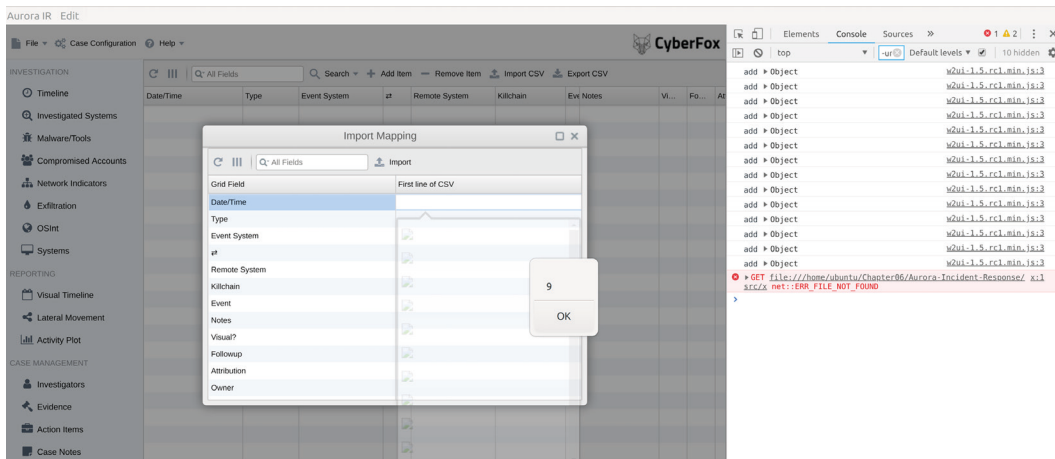 Aurora IR Edit
File Case Configuration Help CyberFox
INVESTIGATION
Timeline
Investigated Systems
Malware/Tools
Compromised Accounts
Network Indicators
Exfiltration
OSInt
Systems
REPORTING
Visual Timeline
Lateral Movement
Activity Plot
CASE MANAGEMENT
Investigators
Evidence
Action Items
Case Notes
All Fields Search Add Item Remove Item Import CSV Export CSV
Date/Time Type Event System ⇄ Remote System Killchain Eve Notes Vi... Fo... At
Import Mapping
All Fields Import
Grid Field First line of CSV
Date/Time
Type
Event System
⇄
Remote System
Killchain
Event
Notes
Visual?
Followup
Attribution
Owner
9
OK
Elements Console Sources » 1 2
top -ur Default levels 10 hidden
add Object w2ui-1.5.rc1.min.js:3
add Object w2ui-1.5.rc1.min.js:3
add Object w2ui-1.5.rc1.min.js:3
add Object w2ui-1.5.rc1.min.js:3
add Object w2ui-1.5.rc1.min.js:3
add Object w2ui-1.5.rc1.min.js:3
add Object w2ui-1.5.rc1.min.js:3
add Object w2ui-1.5.rc1.min.js:3
add Object w2ui-1.5.rc1.min.js:3
add Object w2ui-1.5.rc1.min.js:3
add Object w2ui-1.5.rc1.min.js:3
add Object w2ui-1.5.rc1.min.js:3
add Object w2ui-1.5.rc1.min.js:3
add Object w2ui-1.5.rc1.min.js:3
GET file:///home/ubuntu/Chapter06/Aurora-Incident-Response/ x:1
src/x net::ERR_FILE_NOT_FOUND